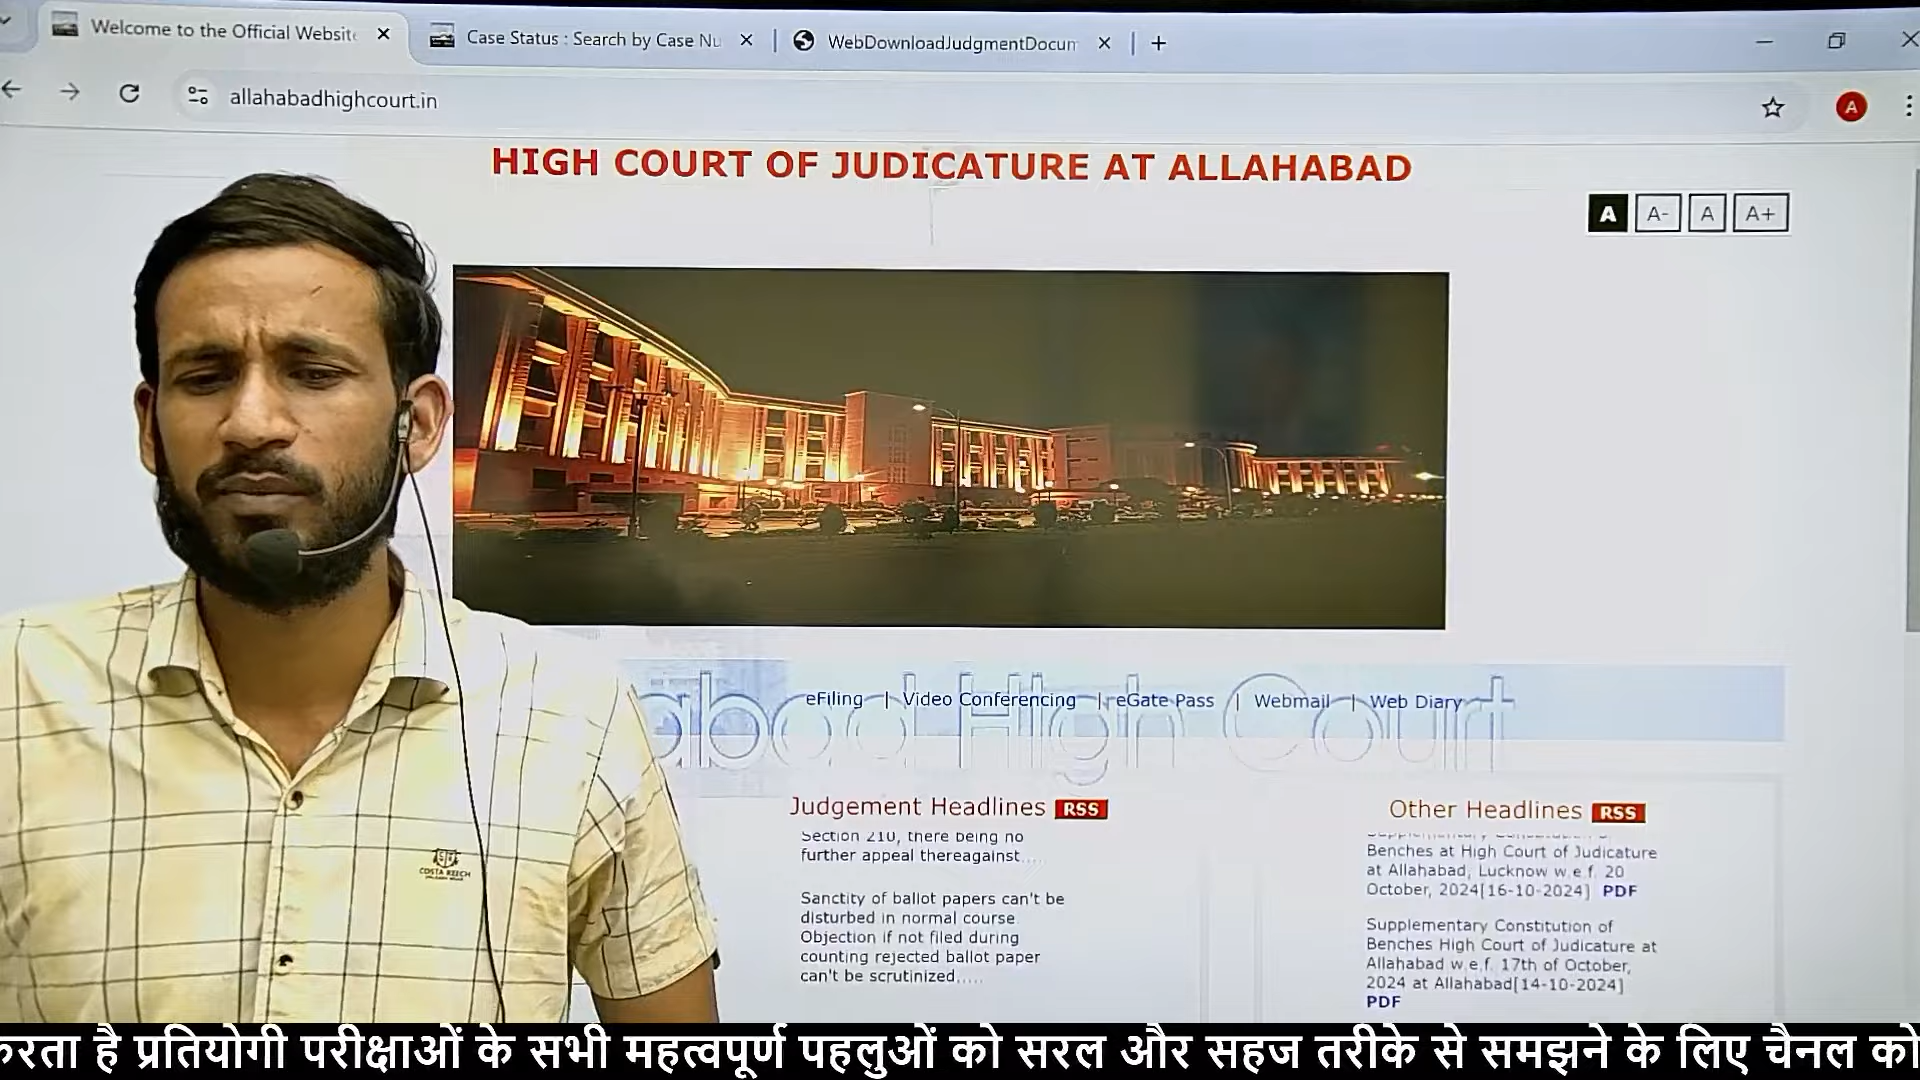 Welcome to the Official Website
Case Status : Search by Case Nu
WebDownloadJudgmentDocum
allahabadhighcourt.in
A
HIGH COURT OF JUDICATURE AT ALLAHABAD
A A- A A+
abad High Court
eFiling | Video Conferencing | eGate Pass | Webmail | Web Diary
Judgement Headlines RSS
Section 210, there being no
further appeal thereagainst.....
Sanctity of ballot papers can't be
disturbed in normal course.
Objection if not filed during
counting rejected ballot paper
can't be scrutinized.....
Other Headlines RSS
Benches at High Court of Judicature
at Allahabad, Lucknow w.e.f. 20
October, 2024[16-10-2024] PDF
Supplementary Constitution of
Benches High Court of Judicature at
Allahabad w.e.f. 17th of October,
2024 at Allahabad[14-10-2024]
PDF
COSTA REECH
करता है प्रतियोगी परीक्षाओं के सभी महत्वपूर्ण पहलुओं को सरल और सहज तरीके से समझने के लिए चैनल को